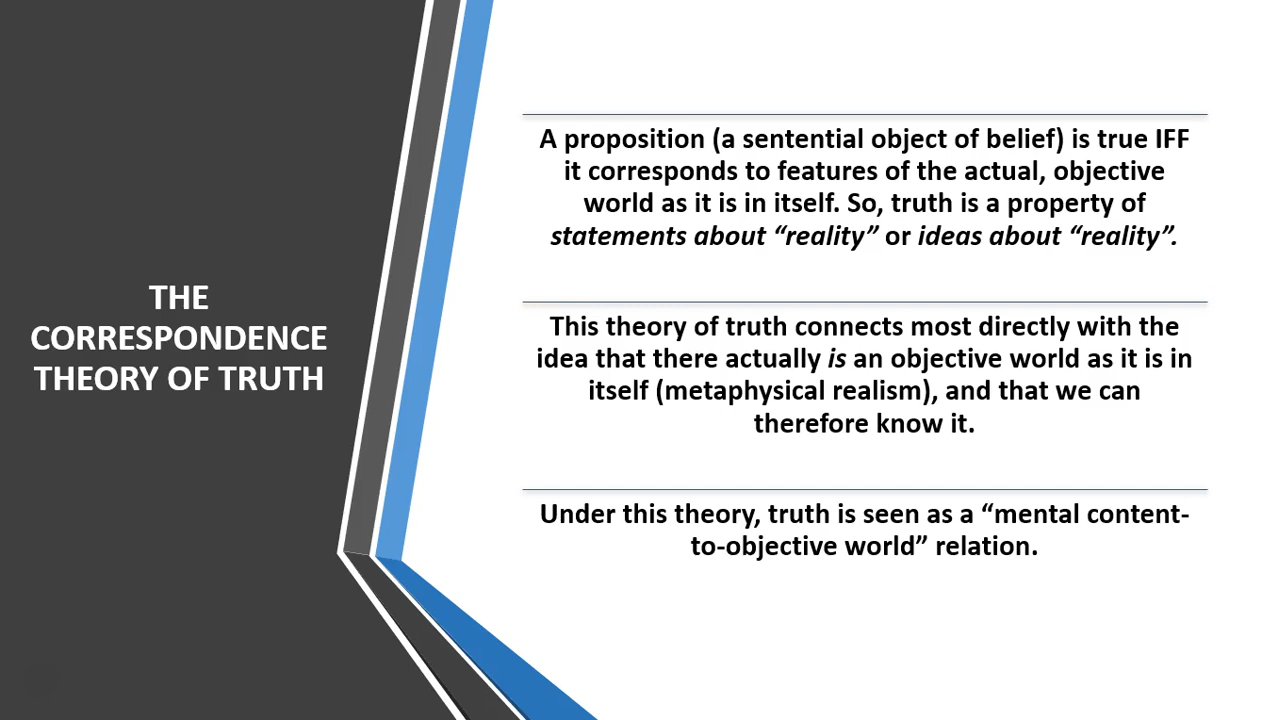 THE
CORRESPONDENCE
THEORY OF TRUTH
A proposition (a sentential object of belief) is true IFF
it corresponds to features of the actual, objective
world as it is in itself. So, truth is a property of
statements about “reality” or ideas about “reality”.
This theory of truth connects most directly with the
idea that there actually is an objective world as it is in
itself (metaphysical realism), and that we can
therefore know it.
Under this theory, truth is seen as a “mental content-
to-objective world” relation.